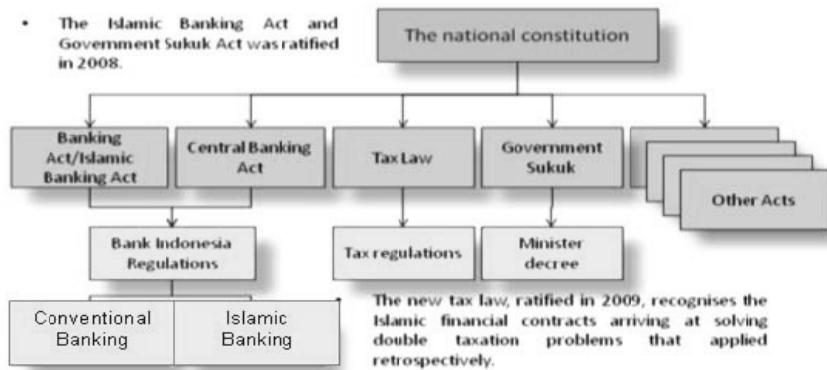 • The Islamic Banking Act and
Government Sukuk Act was ratified
in 2008.
The national constitution
Banking
Act/Islamic
Banking Act
Central Banking
Act
Tax Law
Government
Sukuk
Other Acts
Bank Indonesia
Regulations
Tax regulations
Minister
decree
Conventional
Banking
Islamic
Banking
• The new tax law, ratified in 2009, recognises the
Islamic financial contracts arriving at solving
double taxation problems that applied
retrospectively.